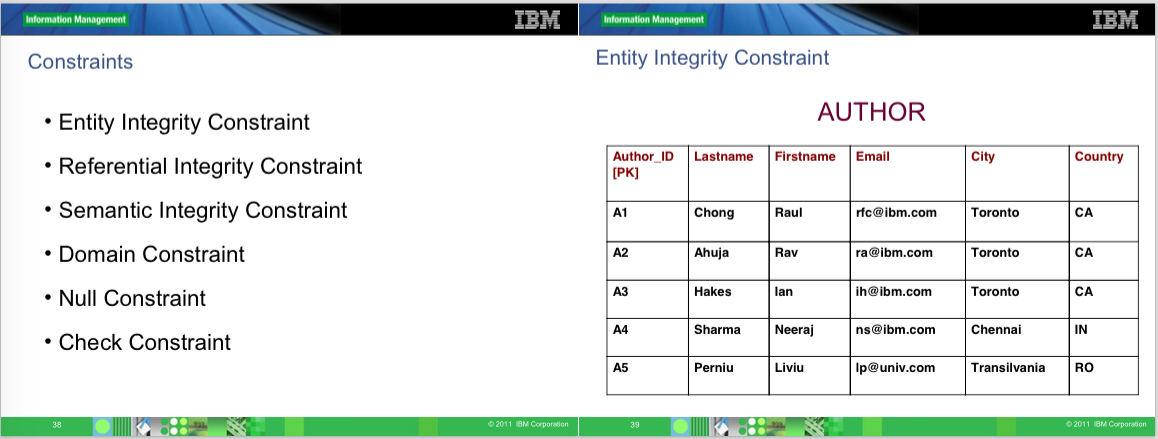 Information Management
IBM
Constraints
• Entity Integrity Constraint
• Referential Integrity Constraint
• Semantic Integrity Constraint
• Domain Constraint
• Null Constraint
• Check Constraint
38
© 2011 IBM Corporation
Information Management
IBM
Entity Integrity Constraint
AUTHOR
Author_ID [PK] Lastname Firstname Email City Country
A1 Chong Raul rfc@ibm.com Toronto CA
A2 Ahuja Rav ra@ibm.com Toronto CA
A3 Hakes Ian ih@ibm.com Toronto CA
A4 Sharma Neeraj ns@ibm.com Chennai IN
A5 Perniu Liviu lp@univ.com Transilvania RO
39
© 2011 IBM Corporation